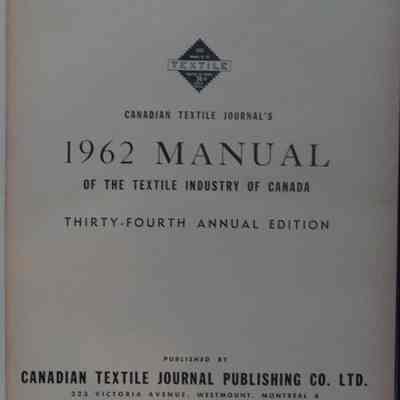 TEXTILE
CANADIAN TEXTILE JOURNAL'S
1962 MANUAL
OF THE TEXTILE INDUSTRY OF CANADA
THIRTY-FOURTH ANNUAL EDITION
PUBLISHED BY
CANADIAN TEXTILE JOURNAL PUBLISHING CO. LTD.
VICTORIA AVENUE, WESTMOUNT, MONTREAL 6